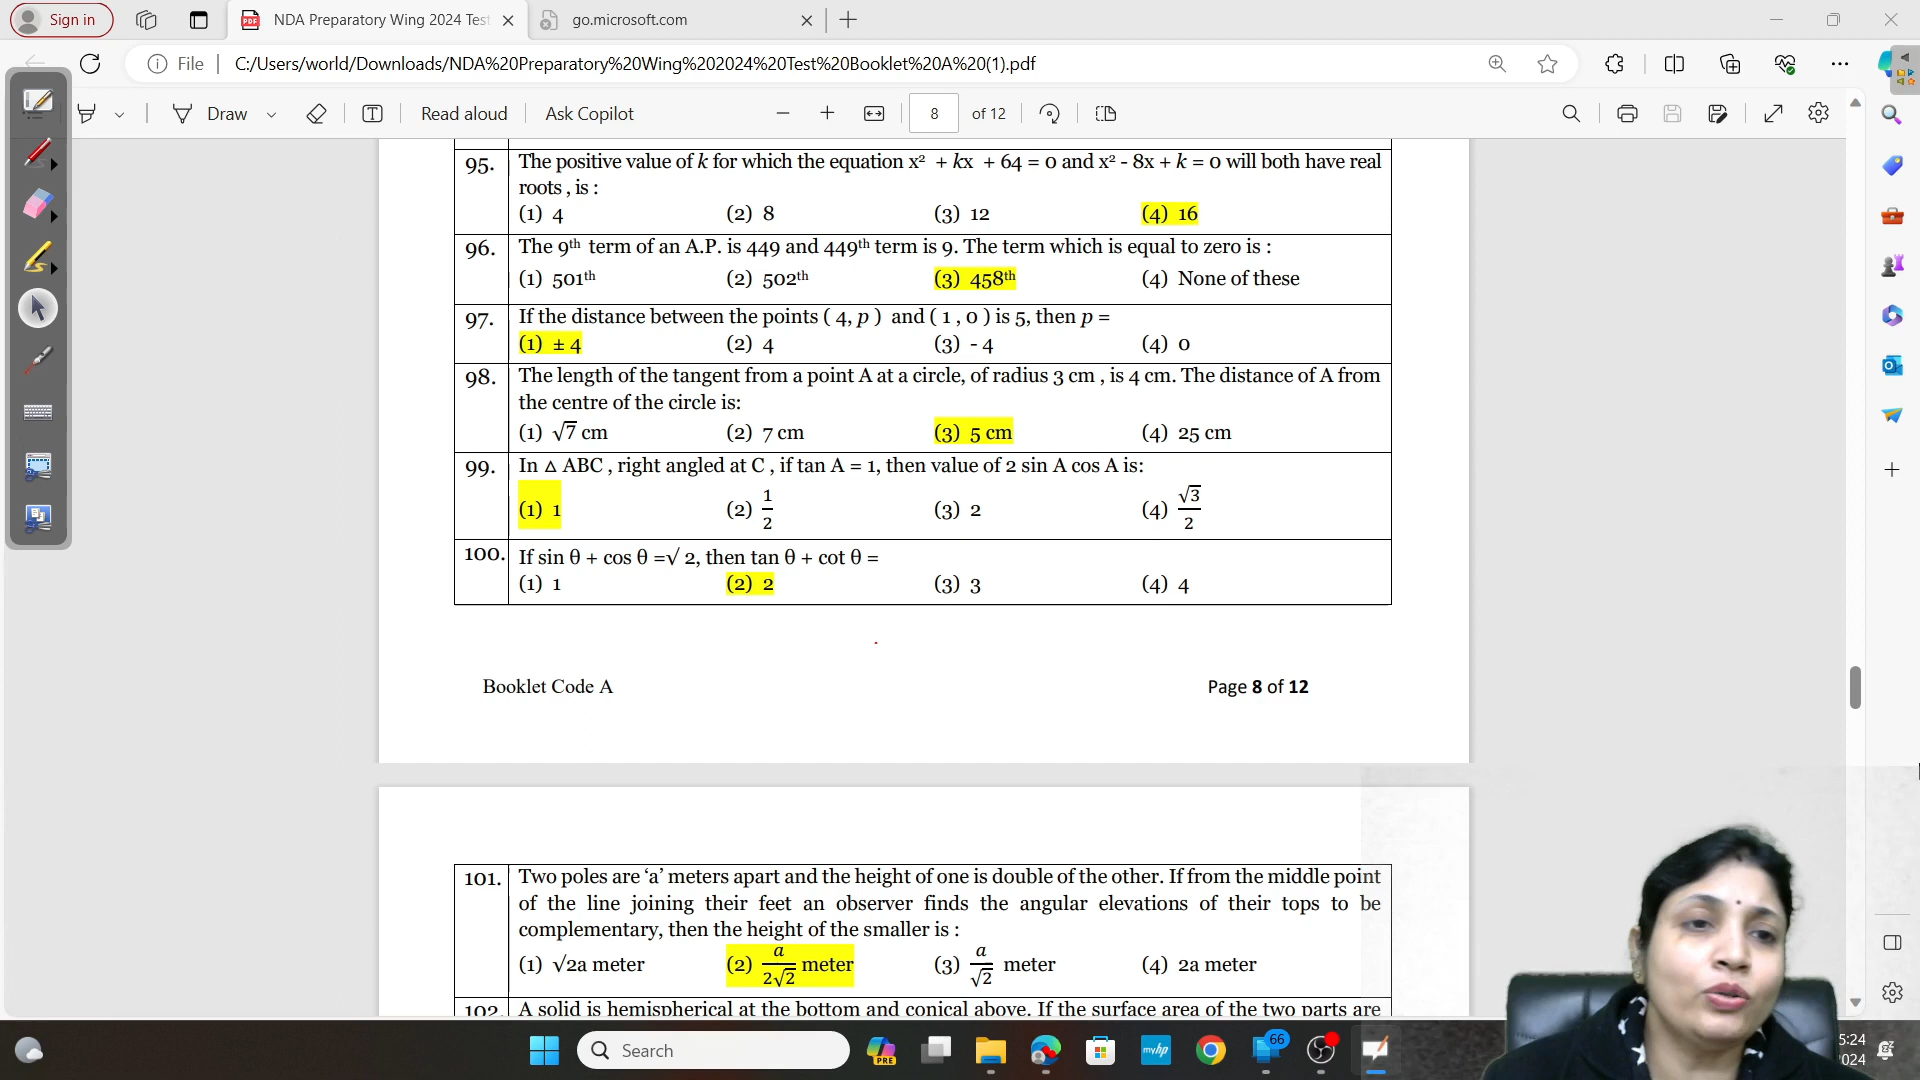 Sign in
NDA Preparatory Wing 2024 Test
go.microsoft.com
File
C:/Users/world/Downloads/NDA%20Preparatory%20Wing%202024%20Test%20Booklet%20A%20(1).pdf
Draw
Read aloud
Ask Copilot
8
of 12
95. The positive value of k for which the equation x² + kx + 64 = 0 and x² - 8x + k = 0 will both have real
roots , is :
(1) 4 (2) 8 (3) 12 (4) 16
96. The 9th term of an A.P. is 449 and 449th term is 9. The term which is equal to zero is :
(1) 501th (2) 502th (3) 458th (4) None of these
97. If the distance between the points ( 4, p ) and ( 1 , 0 ) is 5, then p =
(1) ± 4 (2) 4 (3) - 4 (4) 0
98. The length of the tangent from a point A at a circle, of radius 3 cm , is 4 cm. The distance of A from
the centre of the circle is:
(1) √7 cm (2) 7 cm (3) 5 cm (4) 25 cm
99. In △ ABC , right angled at C , if tan A = 1, then value of 2 sin A cos A is:
(1) 1 (2) 1/2 (3) 2 (4) √3/2
100. If sin θ + cos θ =√ 2, then tan θ + cot θ =
(1) 1 (2) 2 (3) 3 (4) 4
Booklet Code A
Page 8 of 12
101. Two poles are ‘a’ meters apart and the height of one is double of the other. If from the middle point
of the line joining their feet an observer finds the angular elevations of their tops to be
complementary, then the height of the smaller is :
(1) √2a meter (2) a/2√2 meter (3) a/√2 meter (4) 2a meter
102. A solid is hemispherical at the bottom and conical above. If the surface area of the two parts are
Search
PRE
myhp
66
5:24
024